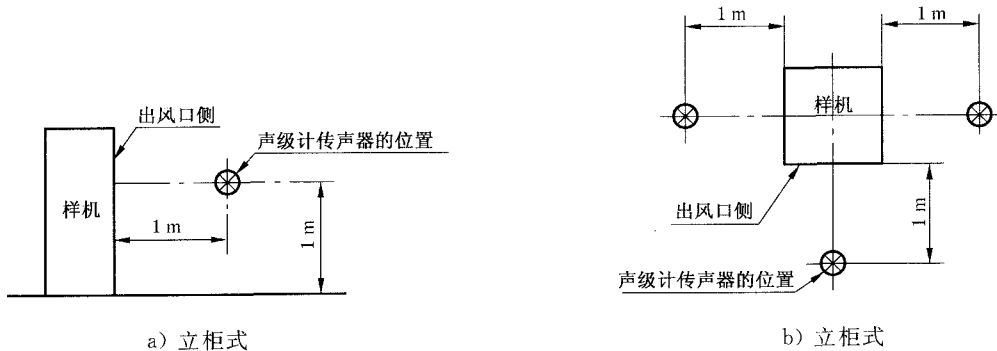 出风口侧
声级计传声器的位置
样机
1 m
1 m
a) 立柜式
1 m
1 m
样机
出风口侧
1 m
声级计传声器的位置
b) 立柜式